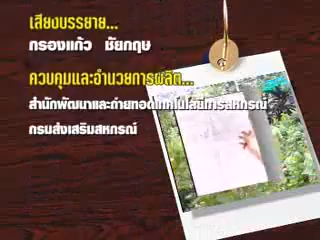 เสียงบรรยาย...
กรองแก้ว ชัยกฤษ
ควบคุมและอำนวยการผลิต...
สำนักพัฒนาและถ่ายทอดเทคโนโลยีการสหกรณ์
กรมส่งเสริมสหกรณ์